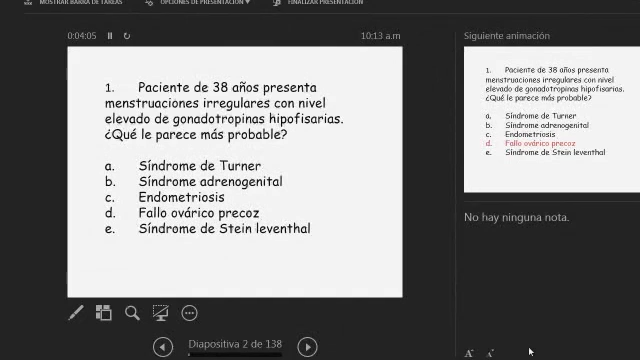 MOSTRAR BARRA DE TAREAS OPCIONES DE PRESENTACIÓN ▼ FINALIZAR PRESENTACIÓN
0:04:05 10:13 a.m
Siguiente animación
1. Paciente de 38 años presenta
menstruaciones irregulares con nivel
elevado de gonadotropinas hipofisarias.
¿Qué le parece más probable?
a. Síndrome de Turner
b. Síndrome adrenogenital
c. Endometriosis
d. Fallo ovárico precoz
e. Síndrome de Stein leventhal
1. Paciente de 38 años presenta
menstruaciones irregulares con nivel
elevado de gonadotropinas hipofisarias.
¿Qué le parece más probable?
a. Síndrome de Turner
b. Síndrome adrenogenital
c. Endometriosis
d. Fallo ovárico precoz
e. Síndrome de Stein leventhal
No hay ninguna nota.
Diapositiva 2 de 138
A A